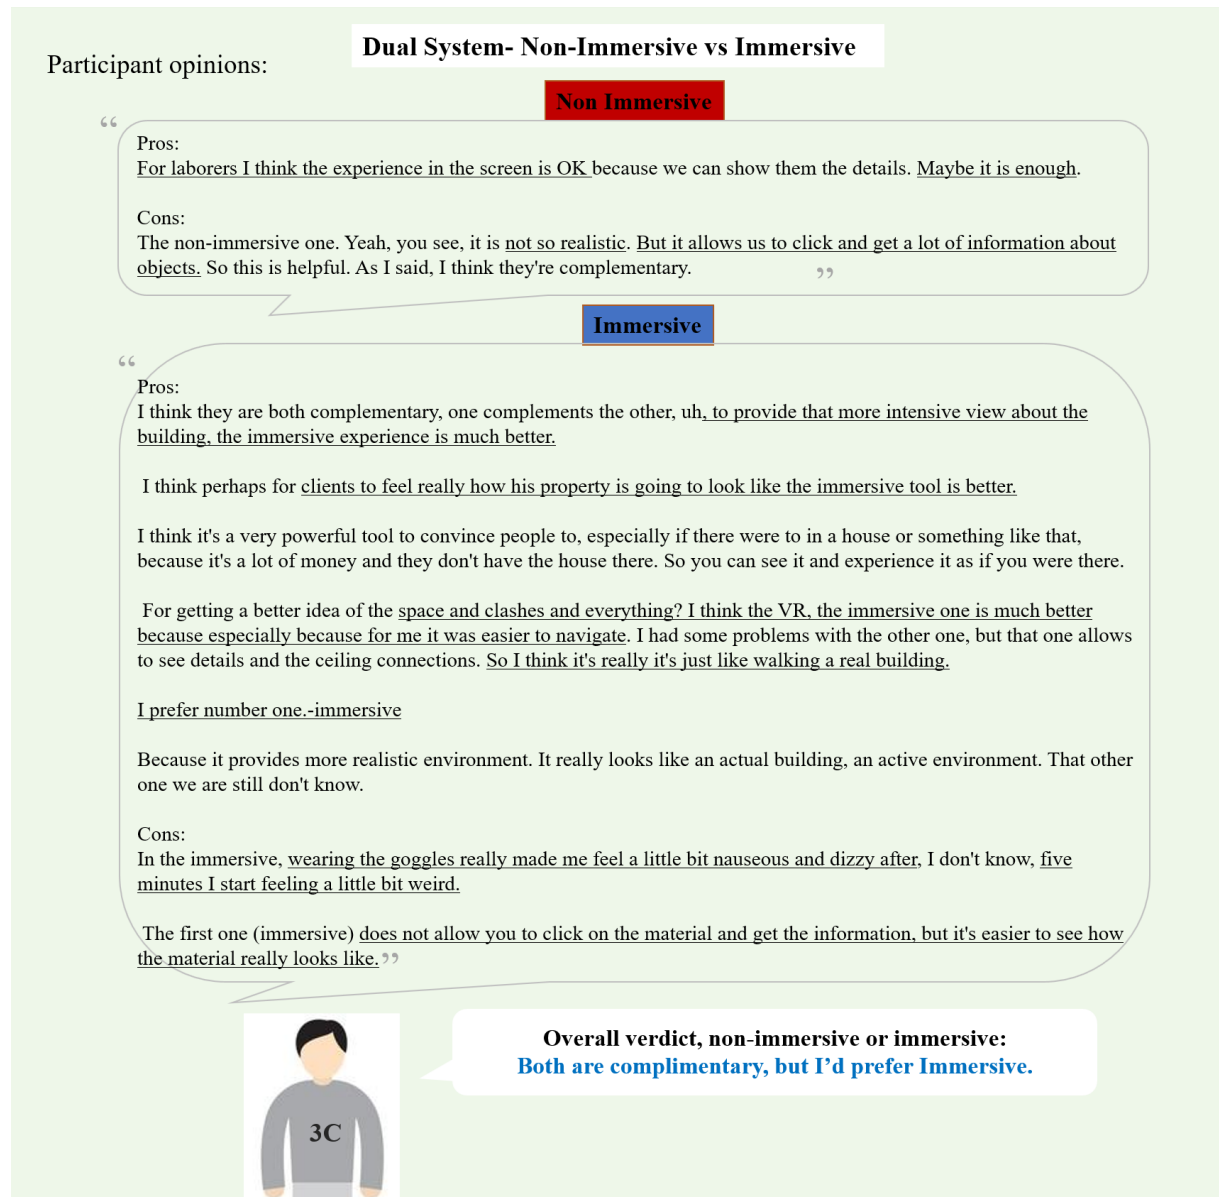 Dual System- Non-Immersive vs Immersive
Participant opinions:
Non Immersive
“
Pros:
For laborers I think the experience in the screen is OK because we can show them the details. Maybe it is enough.
Cons:
The non-immersive one. Yeah, you see, it is not so realistic. But it allows us to click and get a lot of information about
objects. So this is helpful. As I said, I think they're complementary.
”
Immersive
“
Pros:
I think they are both complementary, one complements the other, uh, to provide that more intensive view about the
building, the immersive experience is much better.
I think perhaps for clients to feel really how his property is going to look like the immersive tool is better.
I think it's a very powerful tool to convince people to, especially if there were to in a house or something like that,
because it's a lot of money and they don't have the house there. So you can see it and experience it as if you were there.
For getting a better idea of the space and clashes and everything? I think the VR, the immersive one is much better
because especially because for me it was easier to navigate. I had some problems with the other one, but that one allows
to see details and the ceiling connections. So I think it's really it's just like walking a real building.
I prefer number one.-immersive
Because it provides more realistic environment. It really looks like an actual building, an active environment. That other
one we are still don't know.
Cons:
In the immersive, wearing the goggles really made me feel a little bit nauseous and dizzy after, I don't know, five
minutes I start feeling a little bit weird.
The first one (immersive) does not allow you to click on the material and get the information, but it's easier to see how
the material really looks like.”
Overall verdict, non-immersive or immersive:
Both are complimentary, but I’d prefer Immersive.
3C